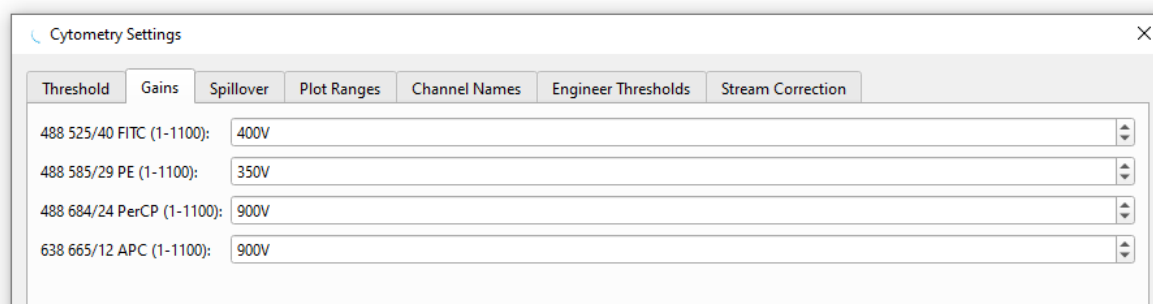 Cytometry Settings
Threshold Gains Spillover Plot Ranges Channel Names Engineer Thresholds Stream Correction
488 525/40 FITC (1-1100): 400V
488 585/29 PE (1-1100): 350V
488 684/24 PerCP (1-1100): 900V
638 665/12 APC (1-1100): 900V